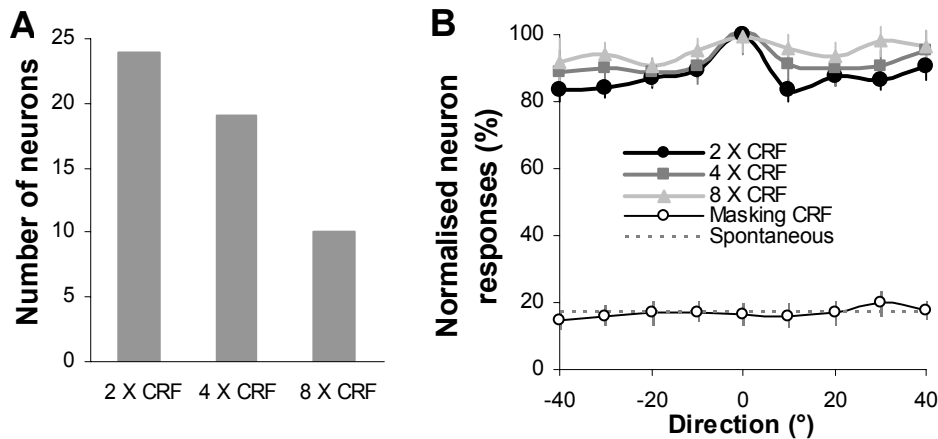 A
Number of neurons
25
20
15
10
5
0
2 X CRF
4 X CRF
8 X CRF
B
Normalised neuron
responses (%)
100
80
60
40
20
0
2 X CRF
4 X CRF
8 X CRF
Masking CRF
Spontaneous
-40
-20
0
20
40
Direction (°)